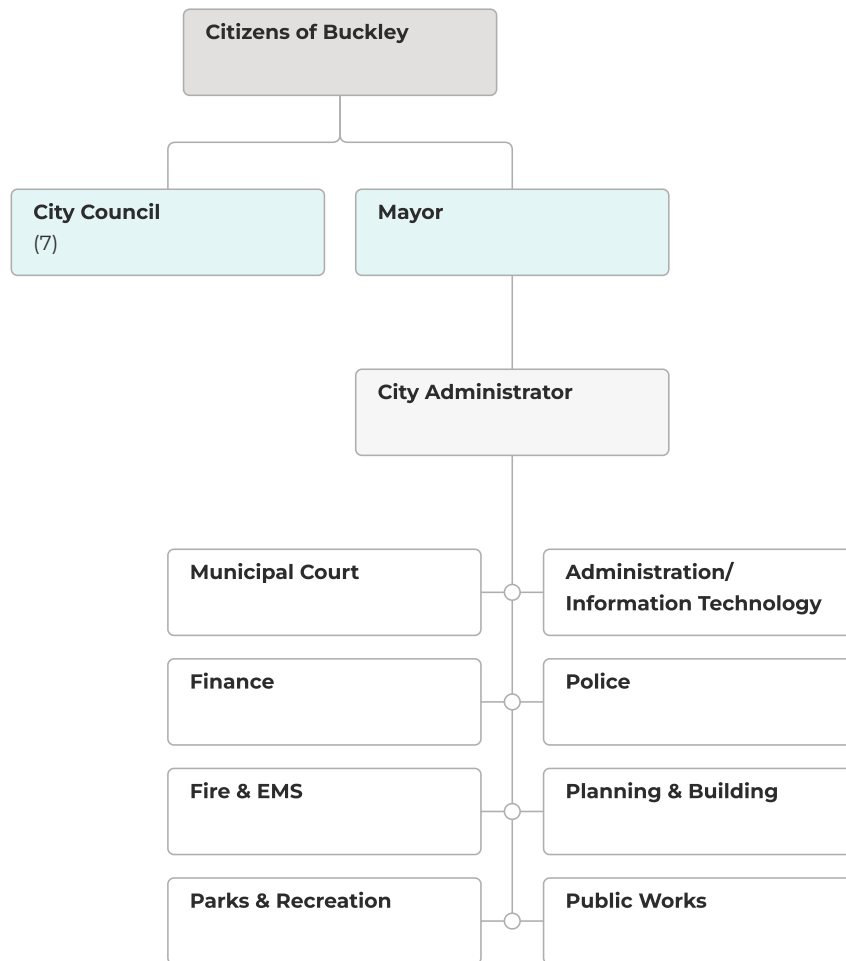 Citizens of Buckley
City Council
(7)
Mayor
City Administrator
Municipal Court
Administration/
Information Technology
Finance
Police
Fire & EMS
Planning & Building
Parks & Recreation
Public Works